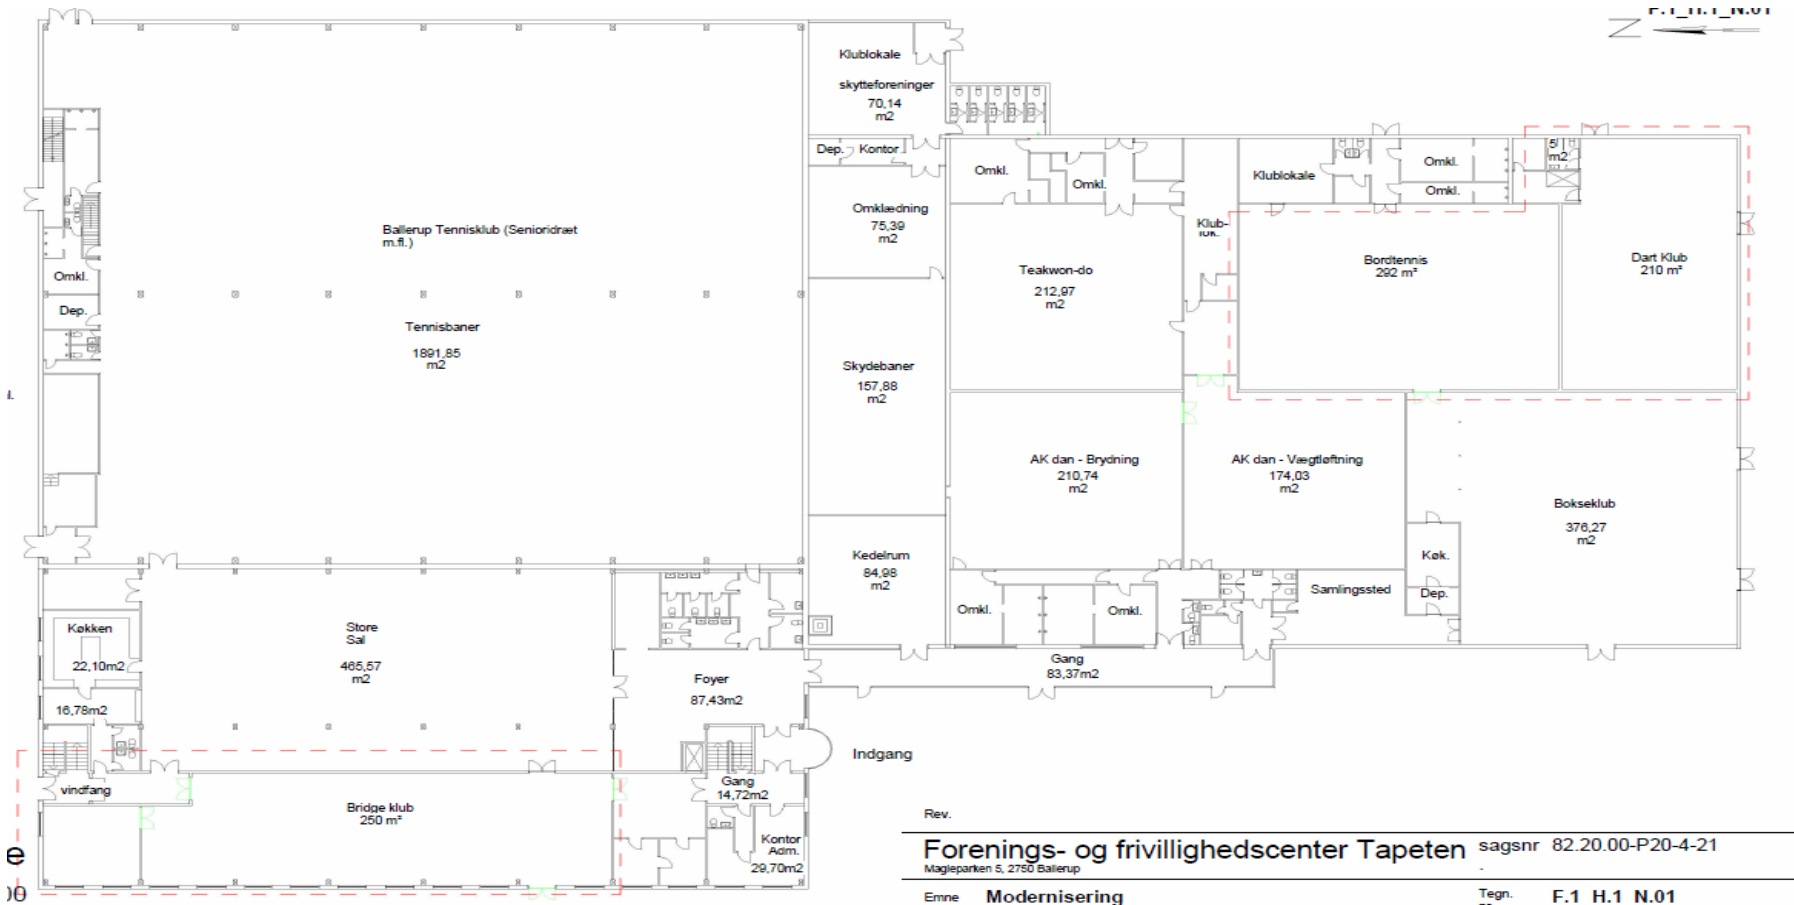 F.1_H.1_N.01
Z
Klublokale
skytteforeninger
70,14
m2
Dep.
Kontor
Omkl.
Omkl.
Klublokale
Omkl.
Omkl.
5
m2
Omklædning
75,39
m2
Klub-
lok.
Ballerup Tennisklub (Senioridræt
m.fl.)
Bordtennis
292 m²
Dart Klub
210 m²
Teakwon-do
212,97
m2
Omkl.
Dep.
Tennisbaner
1891,85
m2
Skydebaner
157,88
m2
AK dan - Brydning
210,74
m2
AK dan - Vægtløftning
174,03
m2
Bokseklub
376,27
m2
Kedelrum
84,98
m2
Køk.
Dep.
Samlingssted
Omkl.
Omkl.
Køkken
22,10m2
Store
Sal
465,57
m2
Gang
83,37m2
Foyer
87,43m2
16,78m2
Indgang
vindfang
Gang
14,72m2
Bridge klub
250 m²
Kontor
Adm.
29,70m2
Rev.
Forenings- og frivillighedscenter Tapeten
sagsnr 82.20.00-P20-4-21
-
Magleparken 5, 2750 Ballerup
Emne Modernisering
Tegn. F.1 H.1 N.01